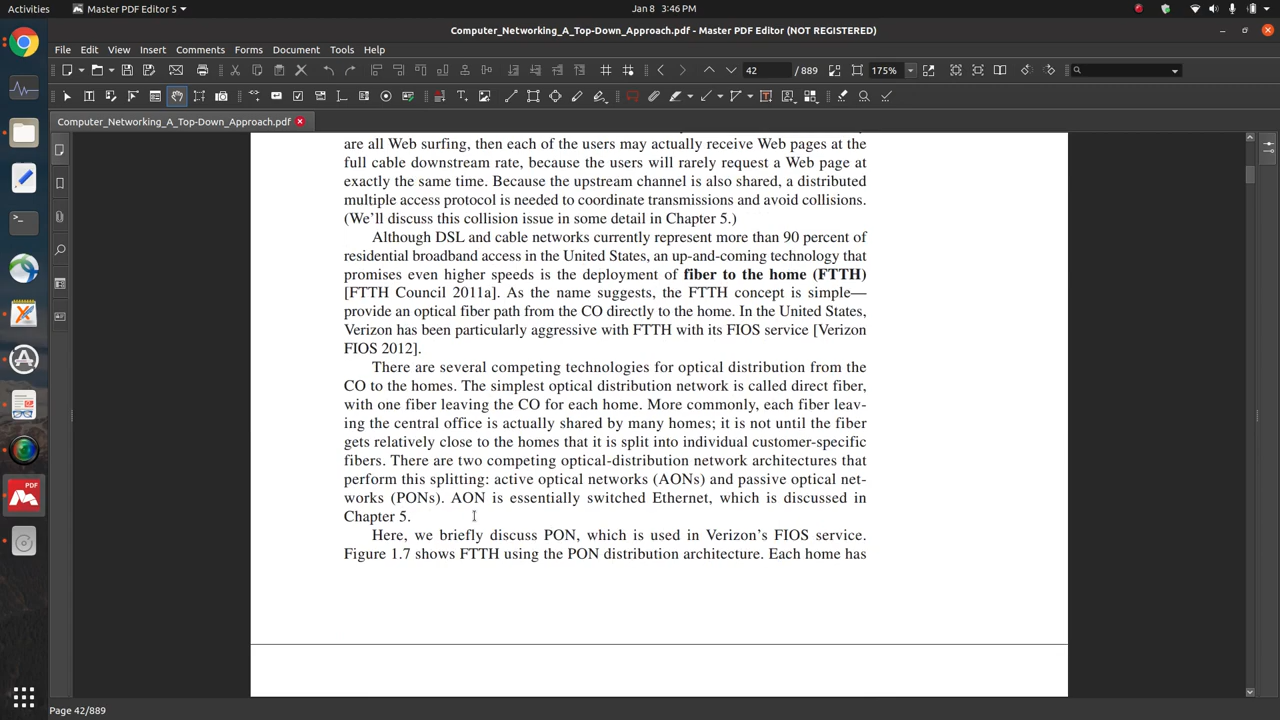 Activities
Master PDF Editor 5
Jan 8 3:46 PM
Computer_Networking_A_Top-Down_Approach.pdf - Master PDF Editor (NOT REGISTERED)
File Edit View Insert Comments Forms Document Tools Help
42 / 889
175%
Computer_Networking_A_Top-Down_Approach.pdf
are all Web surfing, then each of the users may actually receive Web pages at the
full cable downstream rate, because the users will rarely request a Web page at
exactly the same time. Because the upstream channel is also shared, a distributed
multiple access protocol is needed to coordinate transmissions and avoid collisions.
(We'll discuss this collision issue in some detail in Chapter 5.)
Although DSL and cable networks currently represent more than 90 percent of
residential broadband access in the United States, an up-and-coming technology that
promises even higher speeds is the deployment of fiber to the home (FTTH)
[FTTH Council 2011a]. As the name suggests, the FTTH concept is simple—
provide an optical fiber path from the CO directly to the home. In the United States,
Verizon has been particularly aggressive with FTTH with its FIOS service [Verizon
FIOS 2012].
There are several competing technologies for optical distribution from the
CO to the homes. The simplest optical distribution network is called direct fiber,
with one fiber leaving the CO for each home. More commonly, each fiber leav-
ing the central office is actually shared by many homes; it is not until the fiber
gets relatively close to the homes that it is split into individual customer-specific
fibers. There are two competing optical-distribution network architectures that
perform this splitting: active optical networks (AONs) and passive optical net-
works (PONs). AON is essentially switched Ethernet, which is discussed in
Chapter 5.
Here, we briefly discuss PON, which is used in Verizon's FIOS service.
Figure 1.7 shows FTTH using the PON distribution architecture. Each home has
PDF
Page 42/889